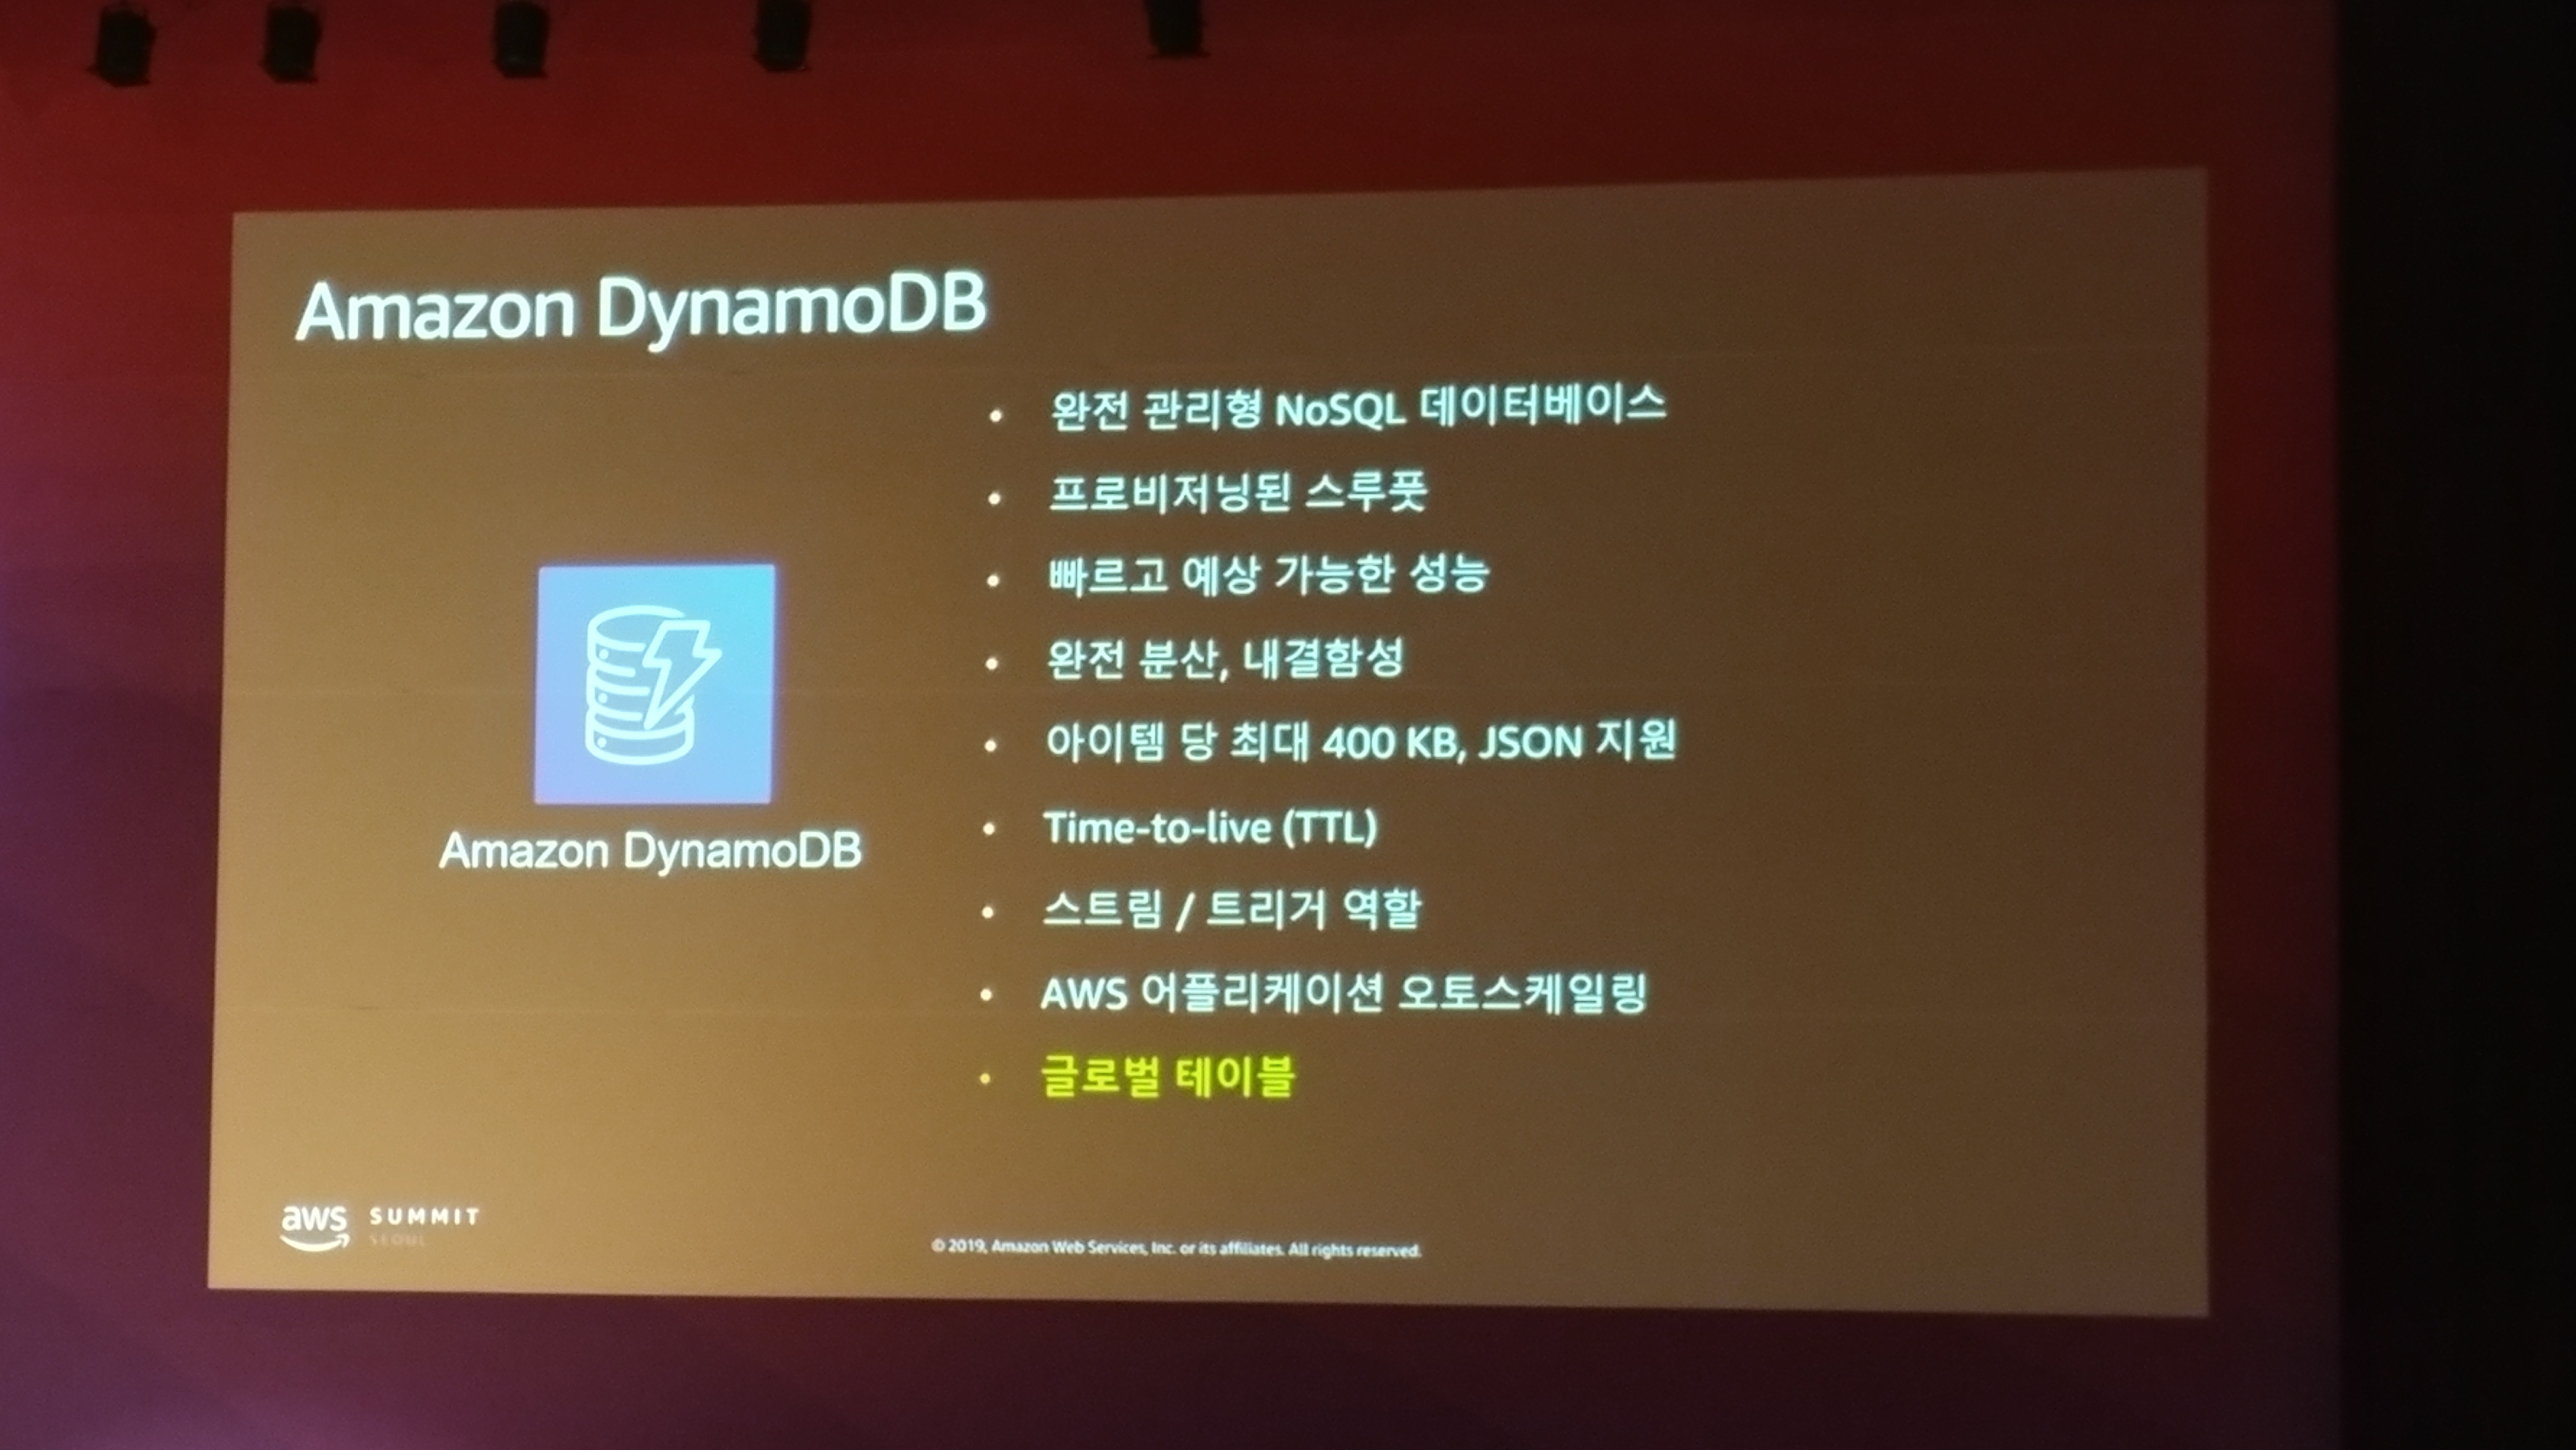 Amazon DynamoDB
• 완전 관리형 NoSQL 데이터베이스
• 프로비저닝된 스루풋
• 빠르고 예상 가능한 성능
• 완전 분산, 내결함성
• 아이템 당 최대 400 KB, JSON 지원
• Time-to-live (TTL)
• 스트림 / 트리거 역할
• AWS 어플리케이션 오토스케일링
• 글로벌 테이블
Amazon DynamoDB
aws SUMMIT
SEOUL
© 2019, Amazon Web Services, Inc. or its affiliates. All rights reserved.